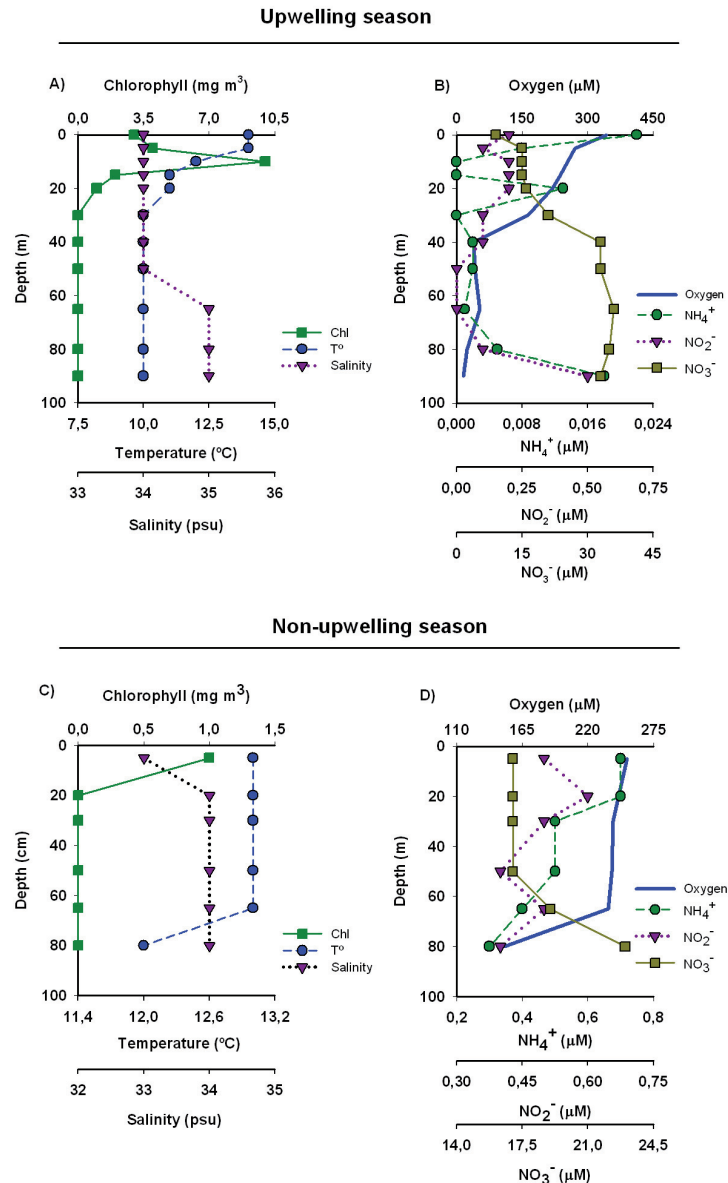 Upwelling season
A)
Chlorophyll (mg m³)
0,0 3,5 7,0 10,5
0
20
40
60
80
100
Depth (m)
Chl
Tº
Salinity
7,5 10,0 12,5 15,0
Temperature (ºC)
33 34 35 36
Salinity (psu)
B)
Oxygen (µM)
0 150 300 450
0
20
40
60
80
100
Depth (m)
Oxygen
NH₄⁺
NO₂⁻
NO₃⁻
0,000 0,008 0,016 0,024
NH₄⁺ (µM)
0,00 0,25 0,50 0,75
NO₂⁻ (µM)
0 15 30 45
NO₃⁻ (µM)
Non-upwelling season
C)
Chlorophyll (mg m³)
0,0 0,5 1,0 1,5
0
20
40
60
80
100
Depth (cm)
Chl
Tº
Salinity
11,4 12,0 12,6 13,2
Temperature (ºC)
32 33 34 35
Salinity (psu)
D)
Oxygen (µM)
110 165 220 275
0
20
40
60
80
100
Depth (m)
Oxygen
NH₄⁺
NO₂⁻
NO₃⁻
0,2 0,4 0,6 0,8
NH₄⁺ (µM)
0,30 0,45 0,60 0,75
NO₂⁻ (µM)
14,0 17,5 21,0 24,5
NO₃⁻ (µM)